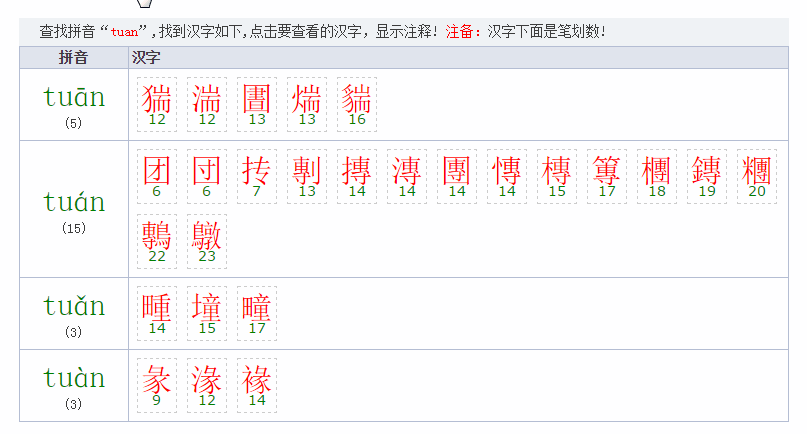 查找拼音“tuan”,找到汉字如下,点击要查看的汉字，显示注释! 注备：汉字下面是笔划数!
拼音 汉字
tuān
(5)
猯 湍 圕 煓 貒
12 12 13 13 16
tuán
(15)
团 団 抟 剸 摶 漙 團 慱 槫 篿 檲 鏄 糰
6 6 7 13 14 14 14 14 15 17 18 19 20
鷒 鷻
22 23
tuǎn
(3)
畽 墥 疃
14 15 17
tuàn
(3)
彖 湪 褖
9 12 14